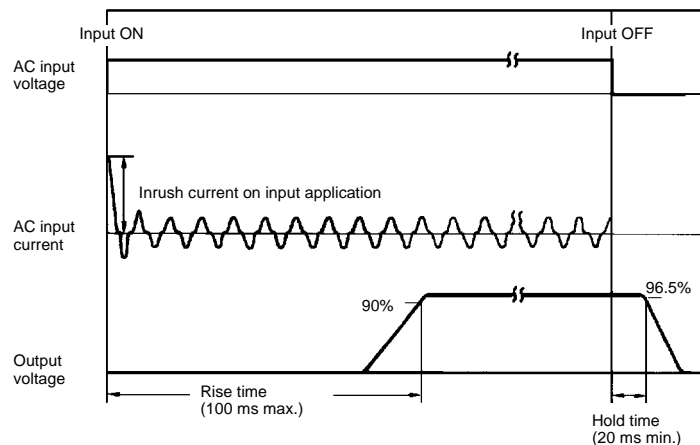 Input ON
Input OFF
AC input
voltage
Inrush current on input application
AC input
current
90%
96.5%
Output
voltage
Rise time
(100 ms max.)
Hold time
(20 ms min.)